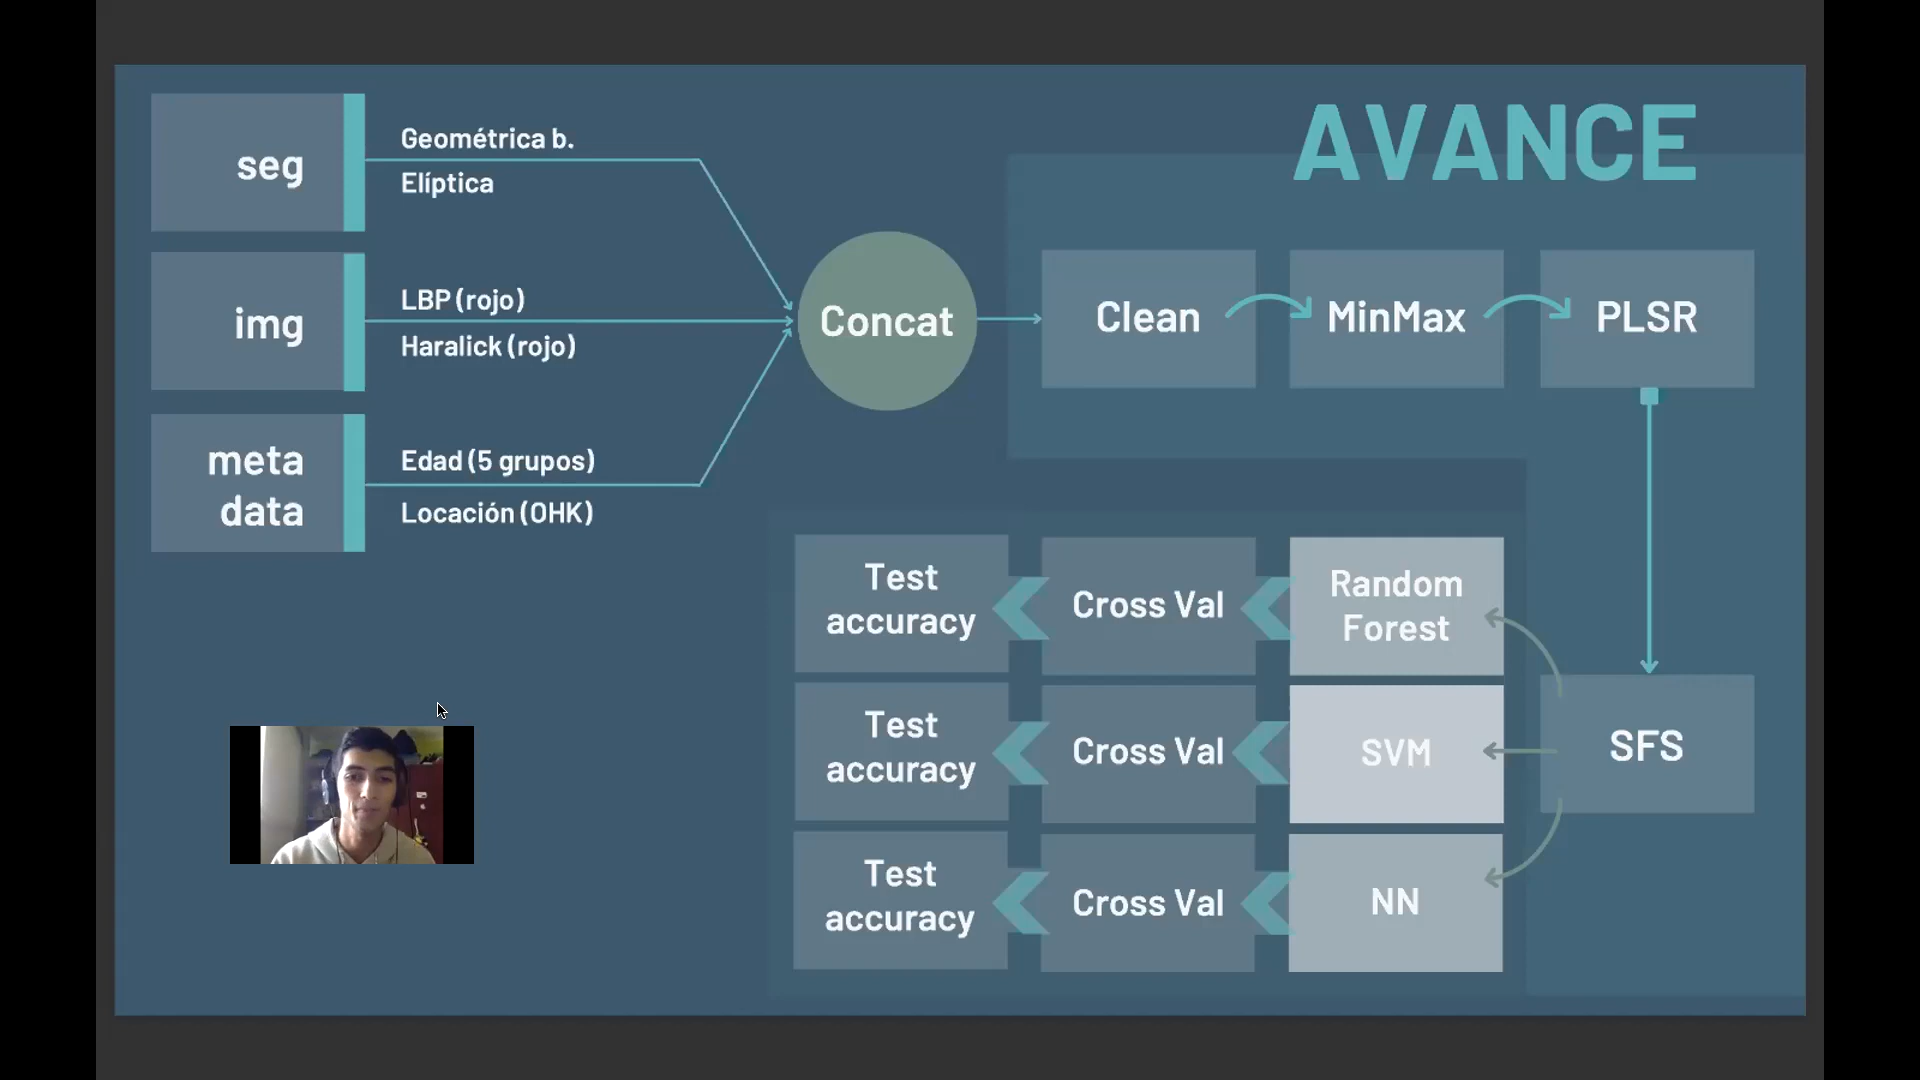 AVANCE
seg
Geométrica b.
Elíptica
img
LBP (rojo)
Haralick (rojo)
meta
data
Edad (5 grupos)
Locación (OHK)
Concat
Clean
MinMax
PLSR
SFS
Random
Forest
Cross Val
Test
accuracy
SVM
Cross Val
Test
accuracy
NN
Cross Val
Test
accuracy